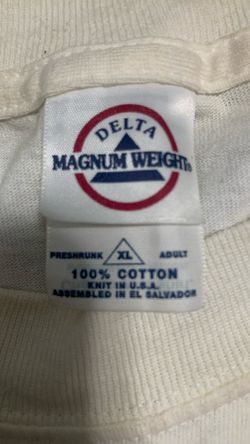 DELTA
MAGNUM WEIGHT®
PRESHRUNK XL ADULT
100% COTTON
KNIT IN U.S.A.
ASSEMBLED IN EL SALVADOR